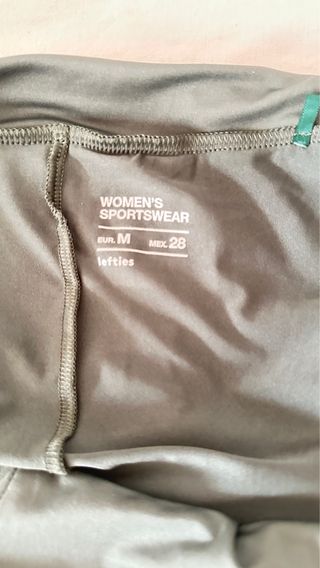 WOMEN'S
SPORTSWEAR
EUR. M MEX. 28
lefties